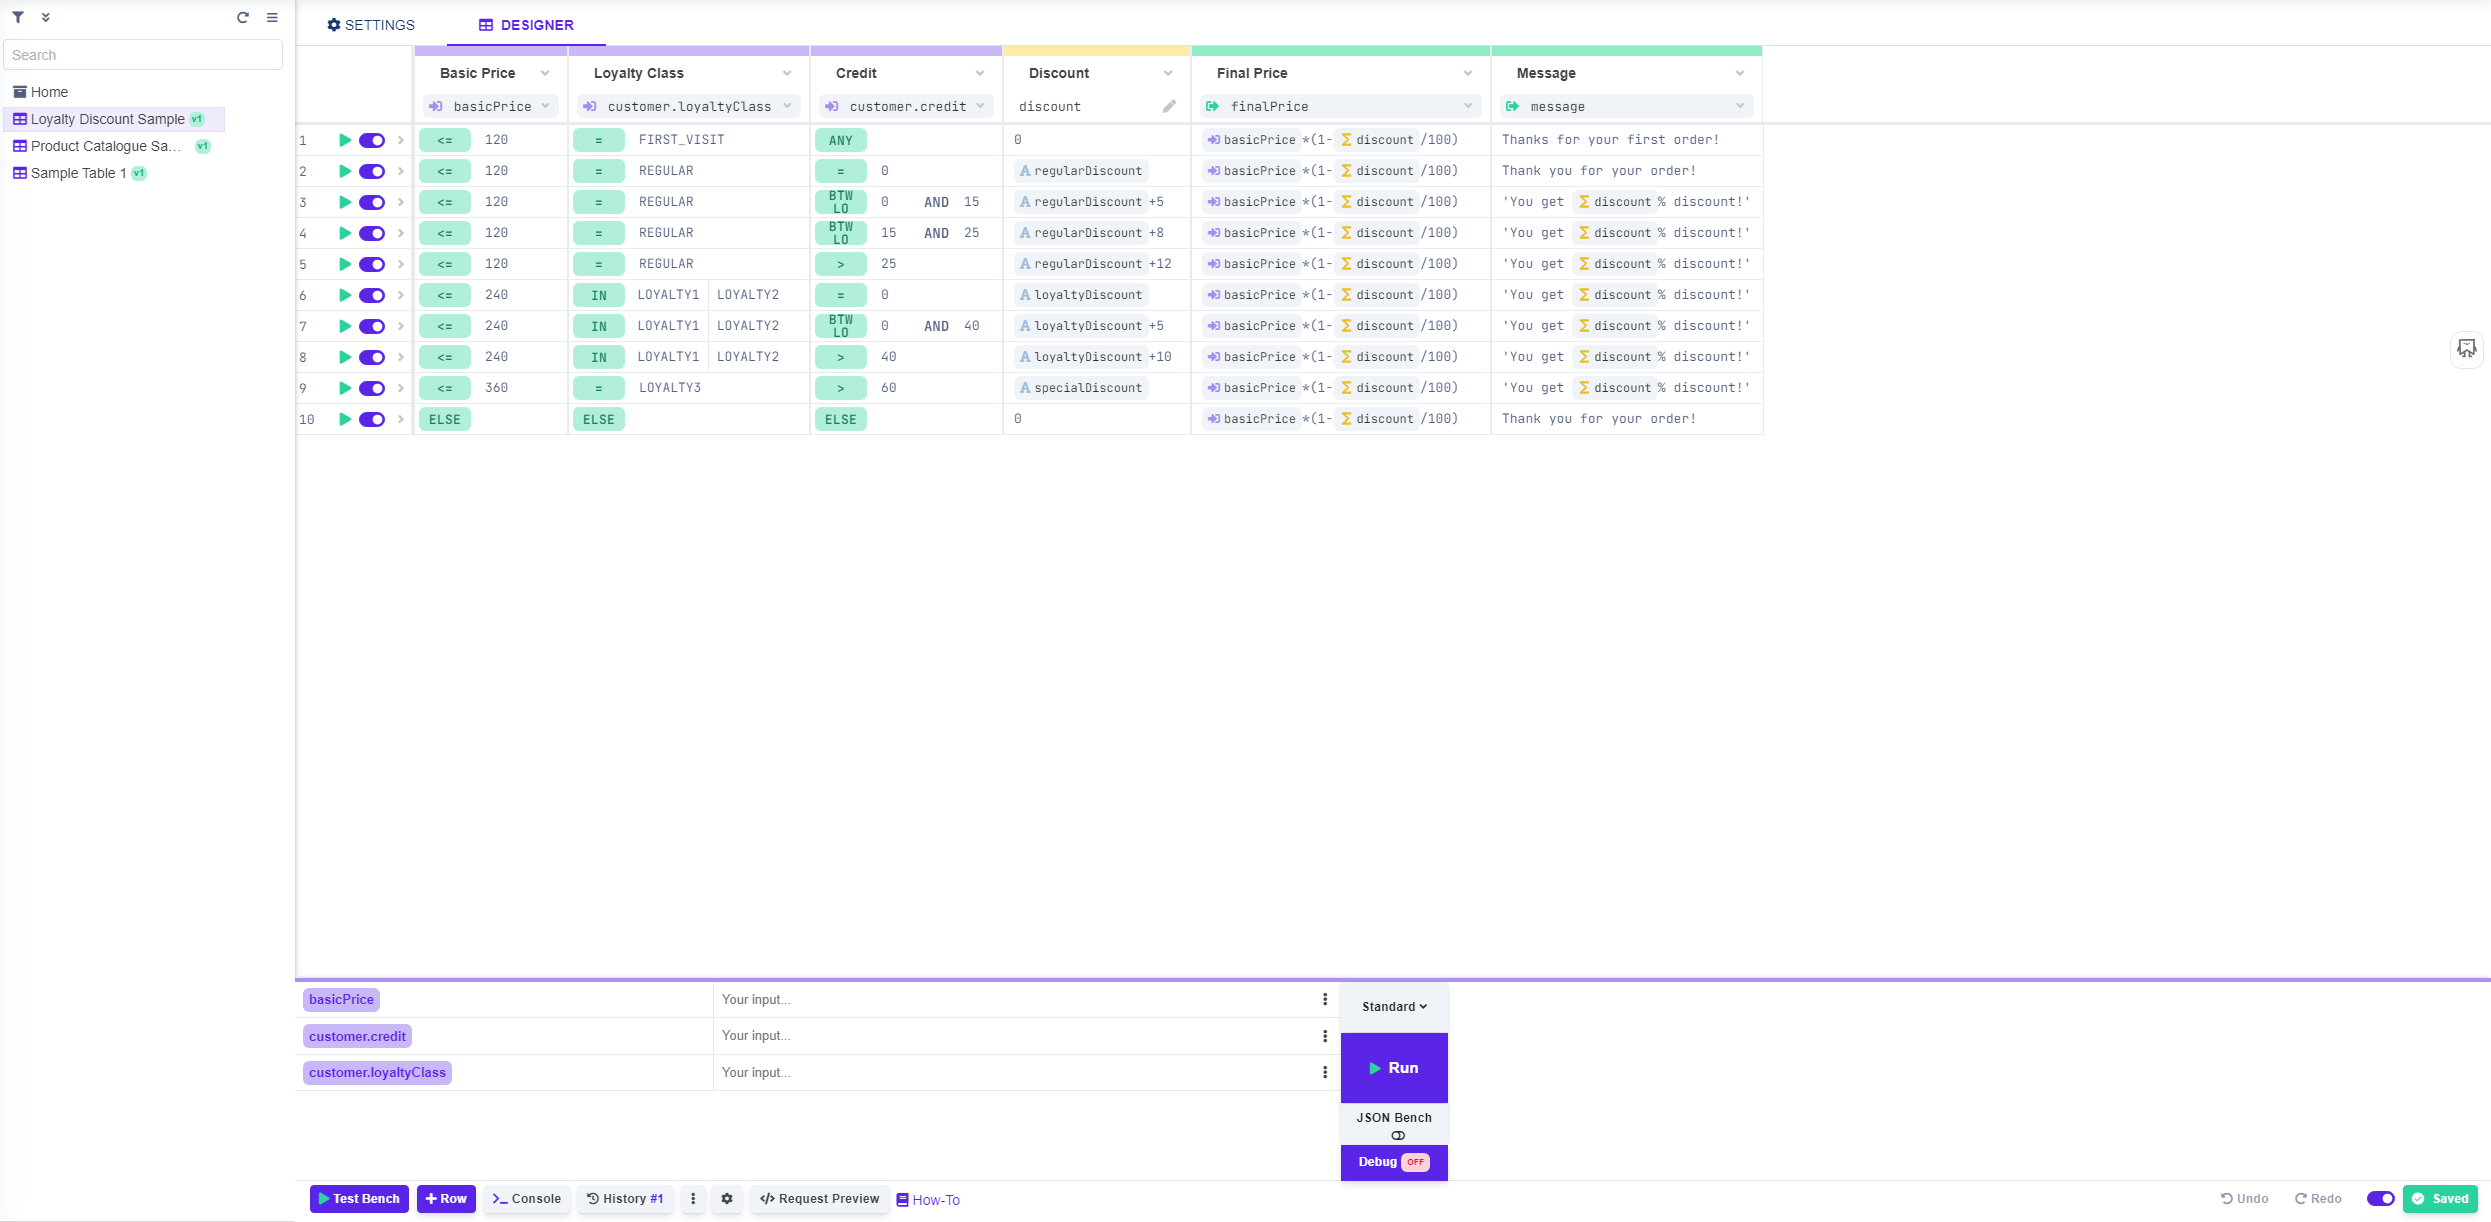 SETTINGS
DESIGNER
Search
Home
Loyalty Discount Sample v1
Product Catalogue Sa... v1
Sample Table 1 v1
Basic Price Loyalty Class Credit Discount Final Price Message
basicPrice customer.loyaltyClass customer.credit discount finalPrice message
1 <= 120 = FIRST_VISIT ANY 0 basicPrice *(1- Σ discount /100) Thanks for your first order!
2 <= 120 = REGULAR = 0 A regularDiscount basicPrice *(1- Σ discount /100) Thank you for your order!
3 <= 120 = REGULAR BTW LO 0 AND 15 A regularDiscount +5 basicPrice *(1- Σ discount /100) 'You get Σ discount % discount!'
4 <= 120 = REGULAR BTW LO 15 AND 25 A regularDiscount +8 basicPrice *(1- Σ discount /100) 'You get Σ discount % discount!'
5 <= 120 = REGULAR > 25 A regularDiscount +12 basicPrice *(1- Σ discount /100) 'You get Σ discount % discount!'
6 <= 240 IN LOYALTY1 LOYALTY2 = 0 A loyaltyDiscount basicPrice *(1- Σ discount /100) 'You get Σ discount % discount!'
7 <= 240 IN LOYALTY1 LOYALTY2 BTW LO 0 AND 40 A loyaltyDiscount +5 basicPrice *(1- Σ discount /100) 'You get Σ discount % discount!'
8 <= 240 IN LOYALTY1 LOYALTY2 > 40 A loyaltyDiscount +10 basicPrice *(1- Σ discount /100) 'You get Σ discount % discount!'
9 <= 360 = LOYALTY3 > 60 A specialDiscount basicPrice *(1- Σ discount /100) 'You get Σ discount % discount!'
10 ELSE ELSE ELSE 0 basicPrice *(1- Σ discount /100) Thank you for your order!
basicPrice Your input...
customer.credit Your input...
customer.loyaltyClass Your input...
Standard
Run
JSON Bench
Debug OFF
Test Bench + Row Console History #1 Request Preview How-To Undo Redo Saved